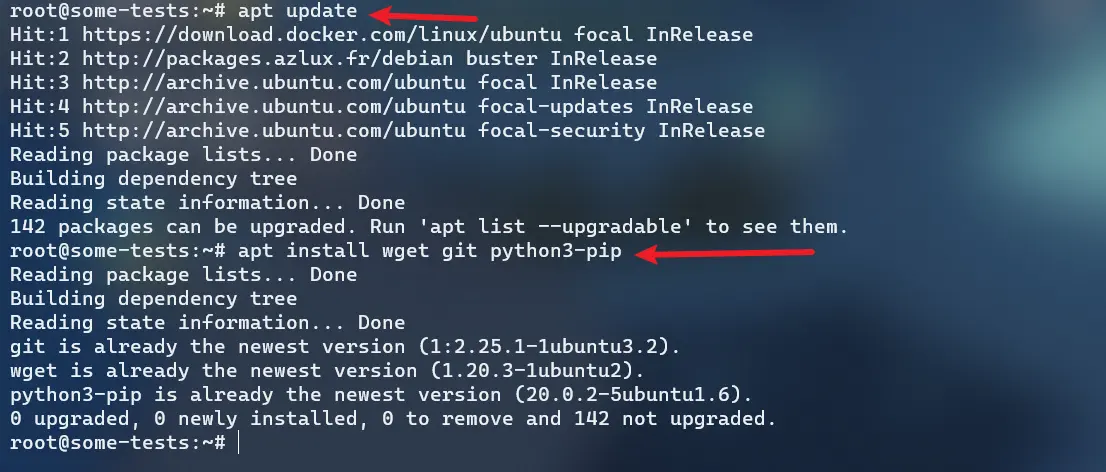 root@some-tests:~# apt update
Hit:1 https://download.docker.com/linux/ubuntu focal InRelease
Hit:2 http://packages.azlux.fr/debian buster InRelease
Hit:3 http://archive.ubuntu.com/ubuntu focal InRelease
Hit:4 http://archive.ubuntu.com/ubuntu focal-updates InRelease
Hit:5 http://archive.ubuntu.com/ubuntu focal-security InRelease
Reading package lists... Done
Building dependency tree
Reading state information... Done
142 packages can be upgraded. Run 'apt list --upgradable' to see them.
root@some-tests:~# apt install wget git python3-pip
Reading package lists... Done
Building dependency tree
Reading state information... Done
git is already the newest version (1:2.25.1-1ubuntu3.2).
wget is already the newest version (1.20.3-1ubuntu2).
python3-pip is already the newest version (20.0.2-5ubuntu1.6).
0 upgraded, 0 newly installed, 0 to remove and 142 not upgraded.
root@some-tests:~#